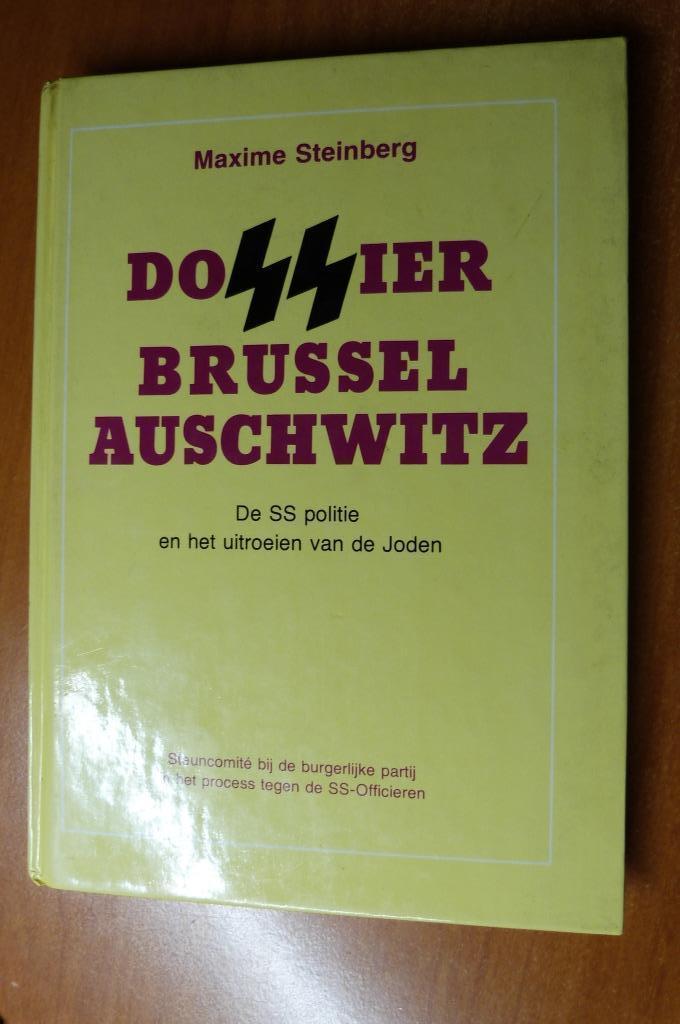 Maxime Steinberg
DOSSIER
BRUSSEL
AUSCHWITZ
De SS politie
en het uitroeien van de Joden
Steuncomité bij de burgerlijke partij
het process tegen de SS-Officieren